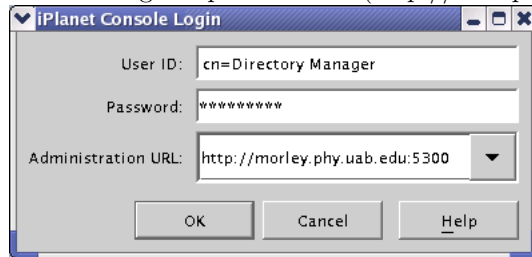 iPlanet Console Login
User ID: cn=Directory Manager
Password: *********
Administration URL: http://morley.phy.uab.edu:5300
OK Cancel Help